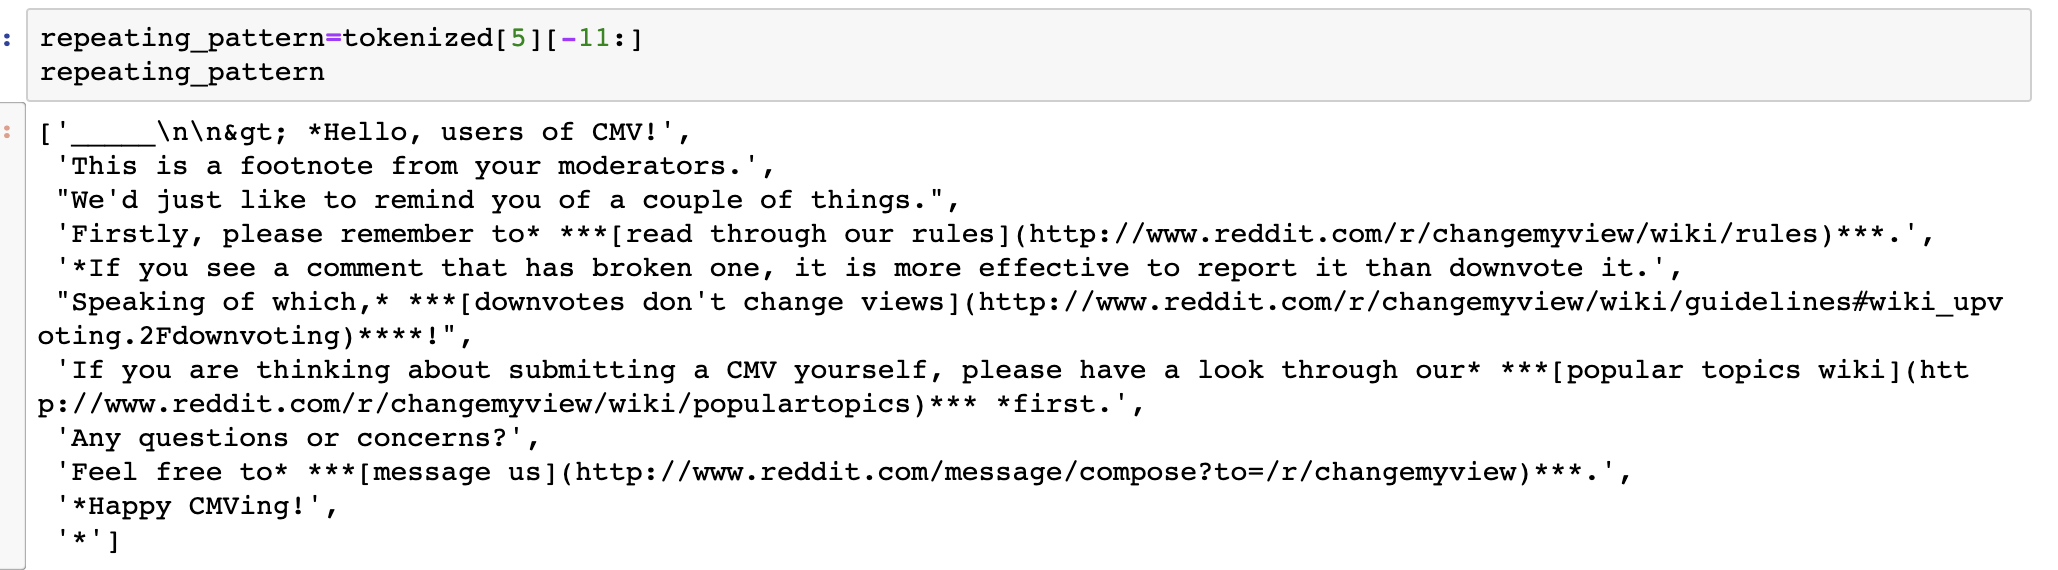 : repeating_pattern=tokenized[5][-11:]
repeating_pattern
: ['_____\n\n&gt; *Hello, users of CMV!',
'This is a footnote from your moderators.',
"We'd just like to remind you of a couple of things.",
'Firstly, please remember to* ***[read through our rules](http://www.reddit.com/r/changemyview/wiki/rules)***.',
'*If you see a comment that has broken one, it is more effective to report it than downvote it.',
"Speaking of which,* ***[downvotes don't change views](http://www.reddit.com/r/changemyview/wiki/guidelines#wiki_upv
oting.2Fdownvoting)****!",
'If you are thinking about submitting a CMV yourself, please have a look through our* ***[popular topics wiki](htt
p://www.reddit.com/r/changemyview/wiki/populartopics)*** *first.',
'Any questions or concerns?',
'Feel free to* ***[message us](http://www.reddit.com/message/compose?to=/r/changemyview)***.',
'*Happy CMVing!',
'*']